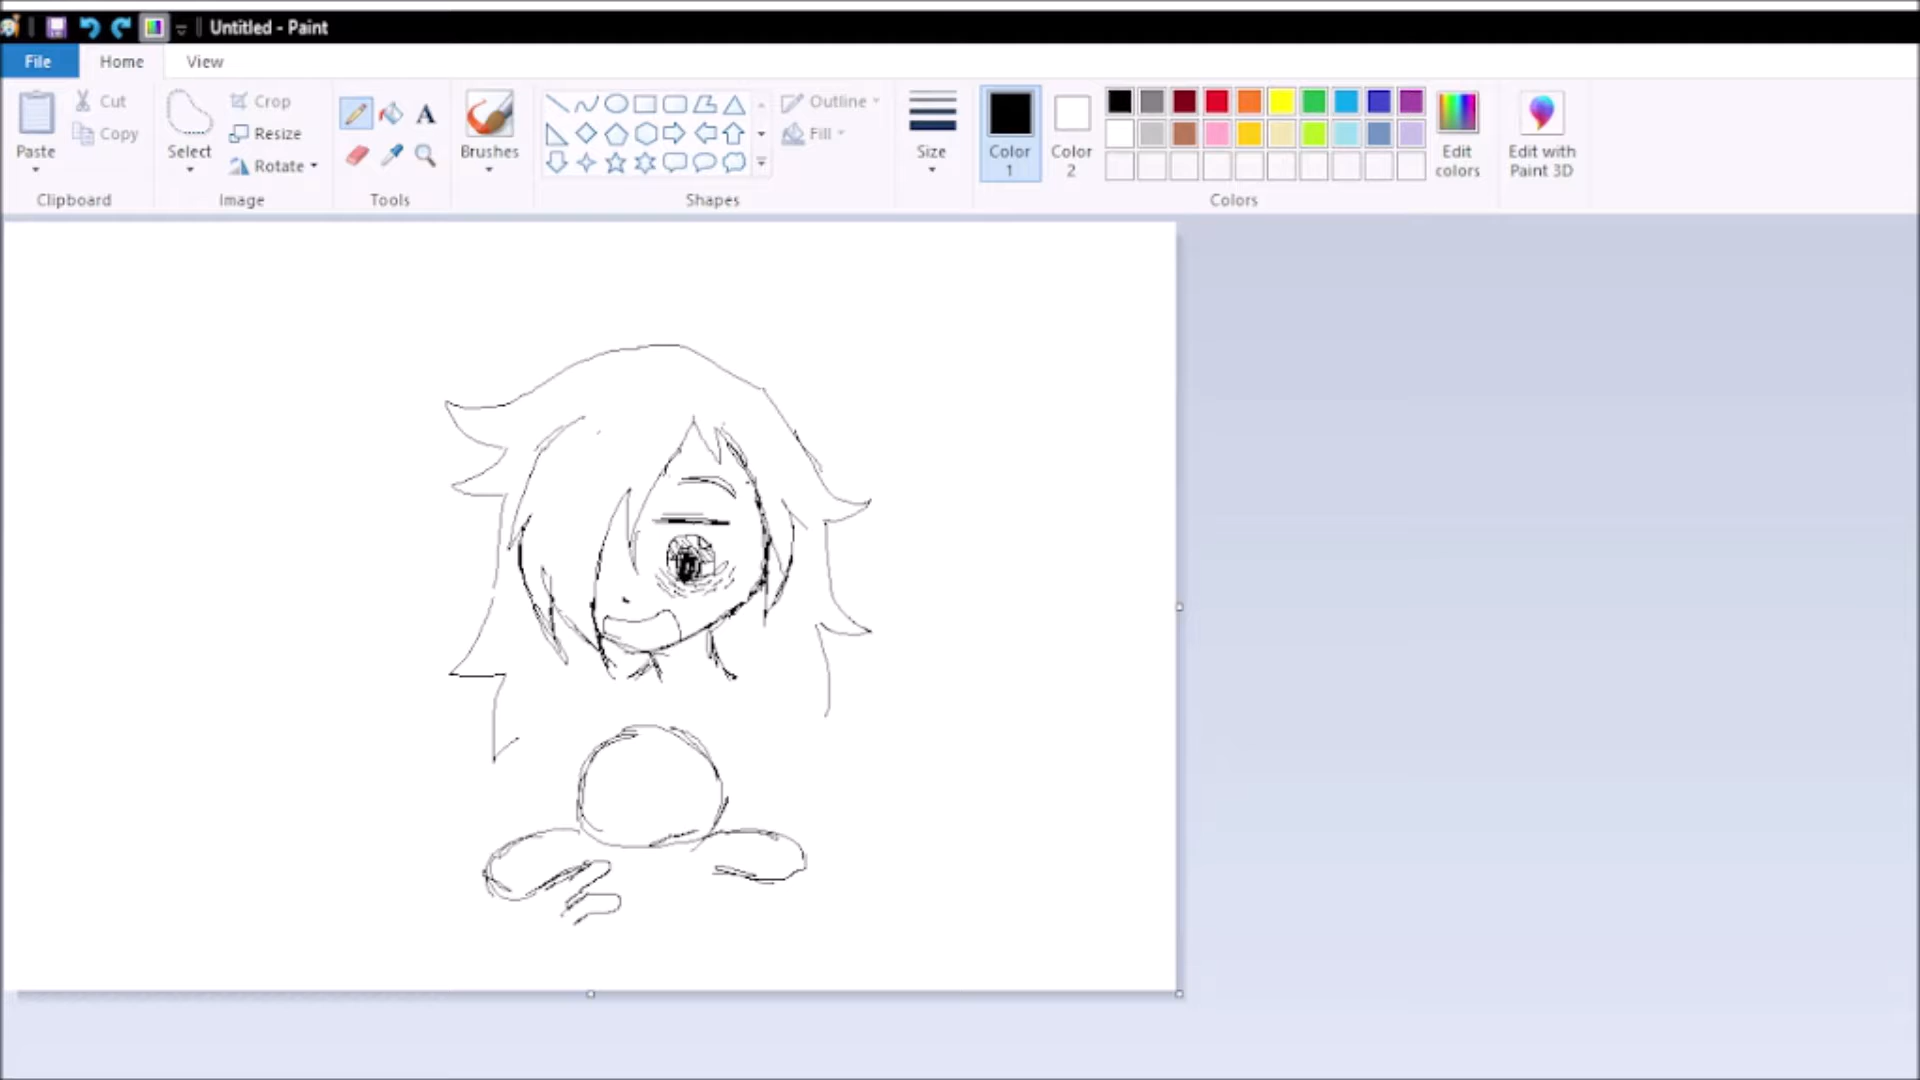 Untitled - Paint
File Home View
Paste
Cut
Copy
Clipboard
Select
Crop
Resize
Rotate
Image
A
Tools
Brushes
Shapes
Outline
Fill
Size
Color 1
Color 2
Colors
Edit colors
Edit with Paint 3D